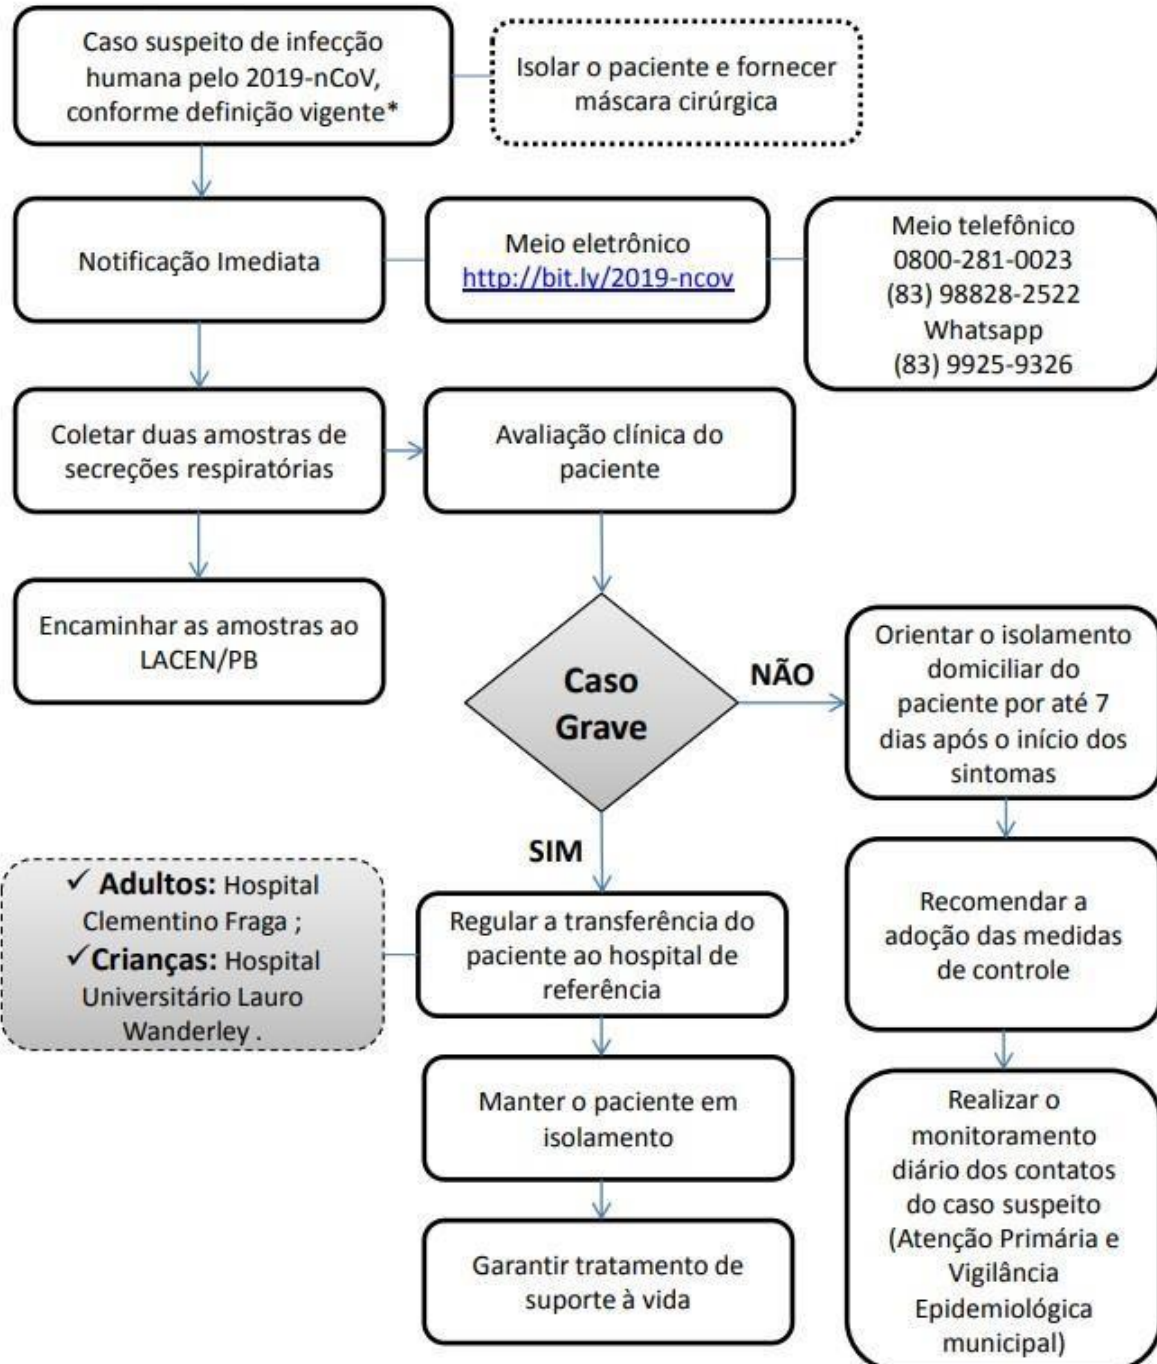 Caso suspeito de infecção
humana pelo 2019-nCoV,
conforme definição vigente*
Isolar o paciente e fornecer
máscara cirúrgica
Notificação Imediata
Meio eletrônico
http://bit.ly/2019-ncov
Meio telefônico
0800-281-0023
(83) 98828-2522
Whatsapp
(83) 9925-9326
Coletar duas amostras de
secreções respiratórias
Avaliação clínica do
paciente
Encaminhar as amostras ao
LACEN/PB
Caso
Grave
NÃO
Orientar o isolamento
domiciliar do
paciente por até 7
dias após o início dos
sintomas
SIM
✓ Adultos: Hospital
Clementino Fraga ;
✓Crianças: Hospital
Universitário Lauro
Wanderley .
Regular a transferência do
paciente ao hospital de
referência
Recomendar a
adoção das medidas
de controle
Manter o paciente em
isolamento
Garantir tratamento de
suporte à vida
Realizar o
monitoramento
diário dos contatos
do caso suspeito
(Atenção Primária e
Vigilância
Epidemiológica
municipal)